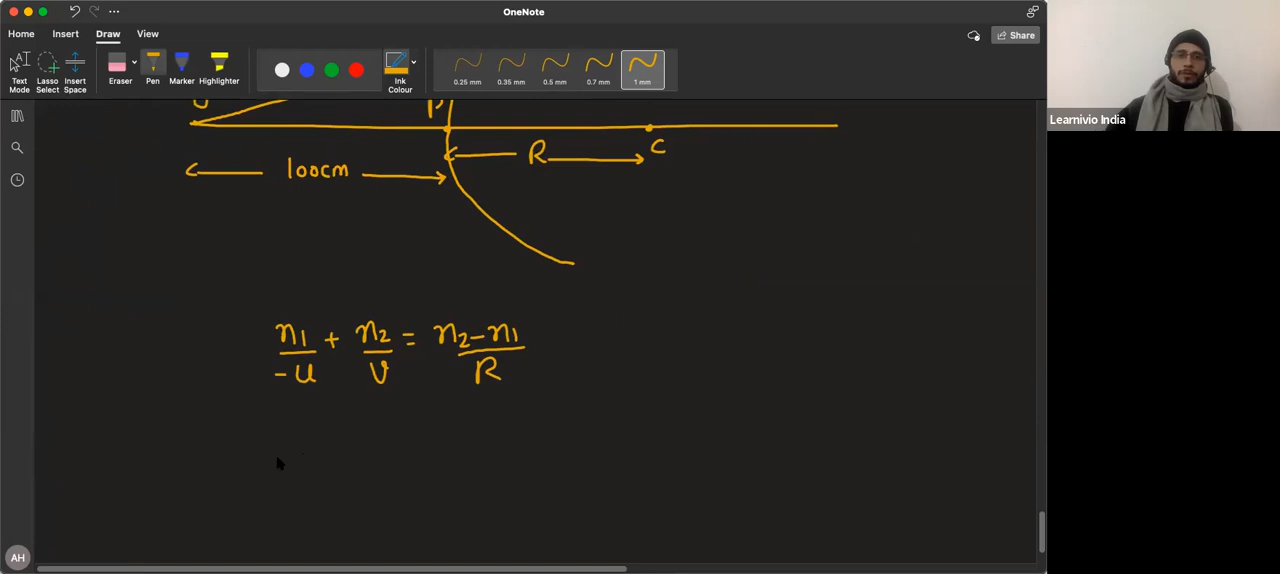 OneNote
Home Insert Draw View
Share
Text Mode
Lasso Select
Insert Space
Eraser
Pen
Marker
Highlighter
Ink Colour
0.25 mm
0.35 mm
0.5 mm
0.7 mm
1 mm
Learnivio India
R
C
100cm
n1/-u + n2/v = n2-n1/R
AH